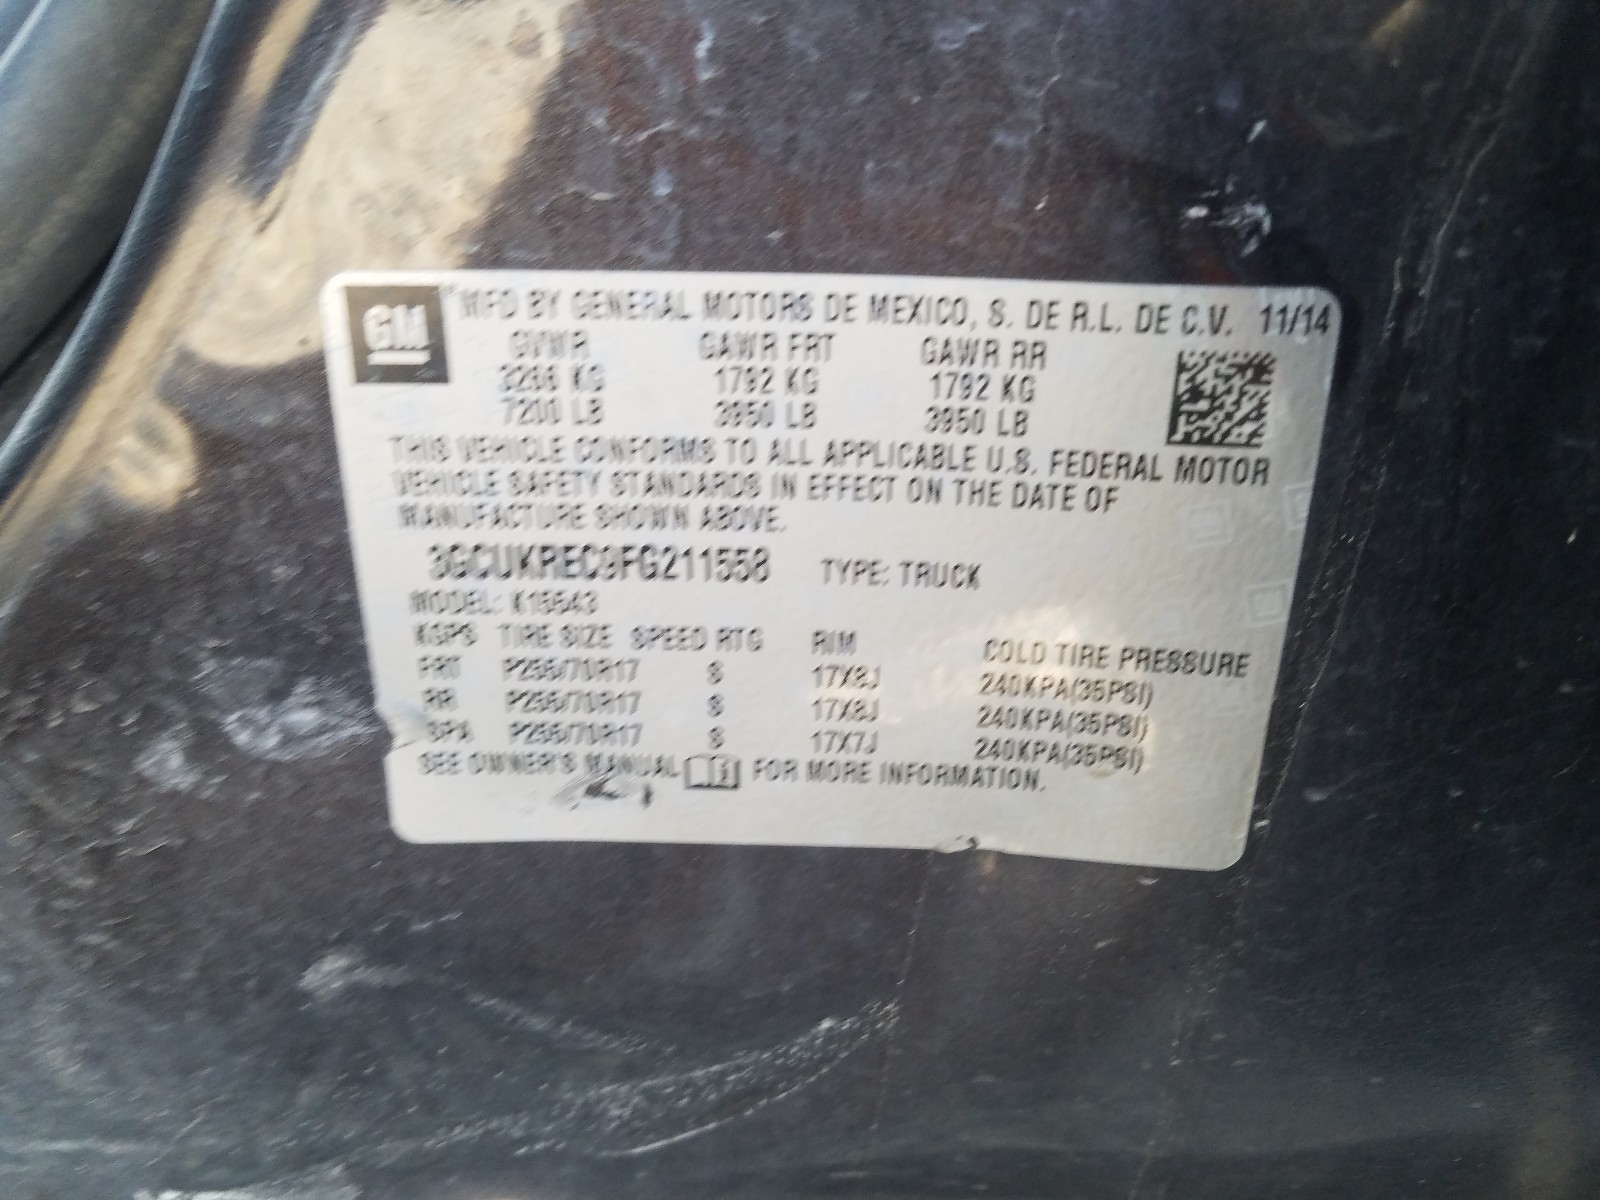 GM
MFD BY GENERAL MOTORS DE MEXICO, S. DE R.L. DE C.V. 11/14
GVWR GAWR FRT GAWR RR
3266 KG 1792 KG 1792 KG
7200 LB 3950 LB 3950 LB
THIS VEHICLE CONFORMS TO ALL APPLICABLE U.S. FEDERAL MOTOR
VEHICLE SAFETY STANDARDS IN EFFECT ON THE DATE OF
MANUFACTURE SHOWN ABOVE.
3GCUKREC9FG211558 TYPE: TRUCK
MODEL: K15543
TIRE SIZE SPEED RTG RIM COLD TIRE PRESSURE
FRT P255/70R17 S 17X8J 240KPA(35PSI)
RR P255/70R17 S 17X8J 240KPA(35PSI)
SPA P255/70R17 S 17X7J 240KPA(35PSI)
SEE OWNER'S MANUAL FOR MORE INFORMATION.